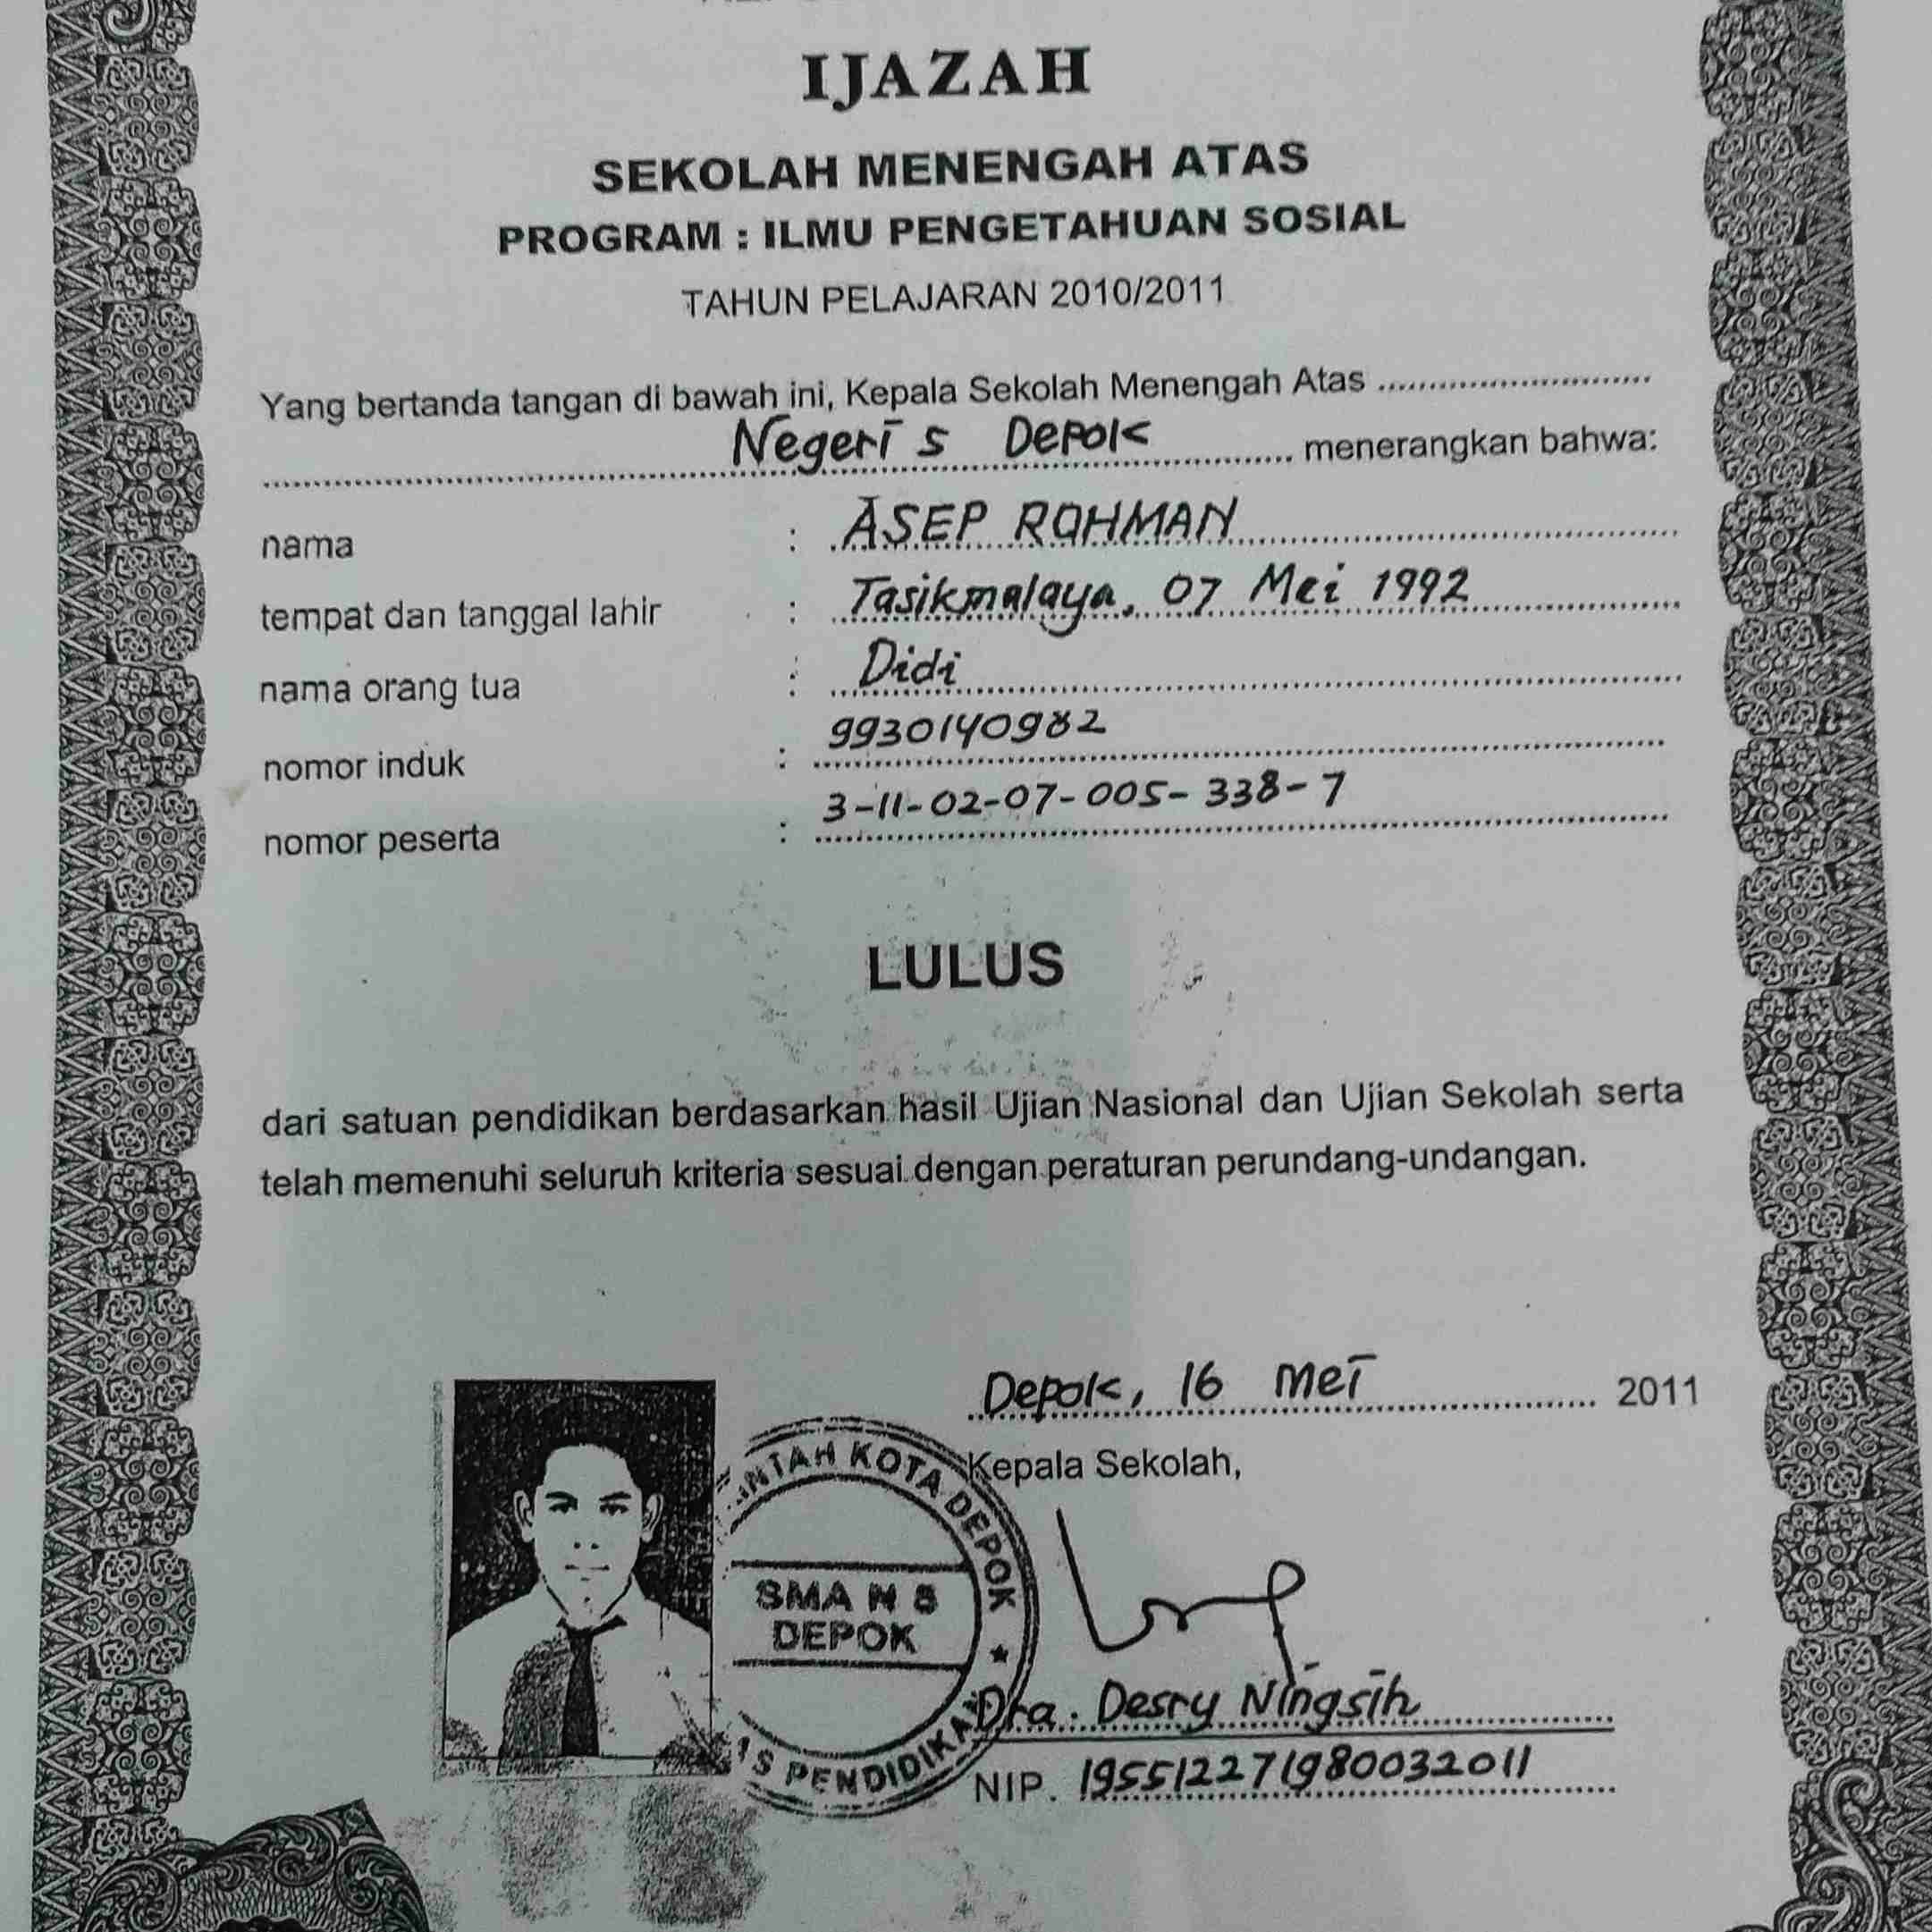 IJAZAH
SEKOLAH MENENGAH ATAS
PROGRAM : ILMU PENGETAHUAN SOSIAL
TAHUN PELAJARAN 2010/2011
Yang bertanda tangan di bawah ini, Kepala Sekolah Menengah Atas ............................
Negeri 5 Depok ............ menerangkan bahwa:
nama : ASEP ROHMAN
tempat dan tanggal lahir : Tasikmalaya, 07 Mei 1992
nama orang tua : Didi
nomor induk : 9930140982
nomor peserta : 3-11-02-07-005-338-7
LULUS
dari satuan pendidikan berdasarkan hasil Ujian Nasional dan Ujian Sekolah serta
telah memenuhi seluruh kriteria sesuai dengan peraturan perundang-undangan.
Depok, 16 Mei 2011
Kepala Sekolah,
INTAH KOTA DEPOK
SMA N 5
DEPOK
AS PENDIDIKAN
Dra. Desry Ningsih
NIP. 195512271980032011